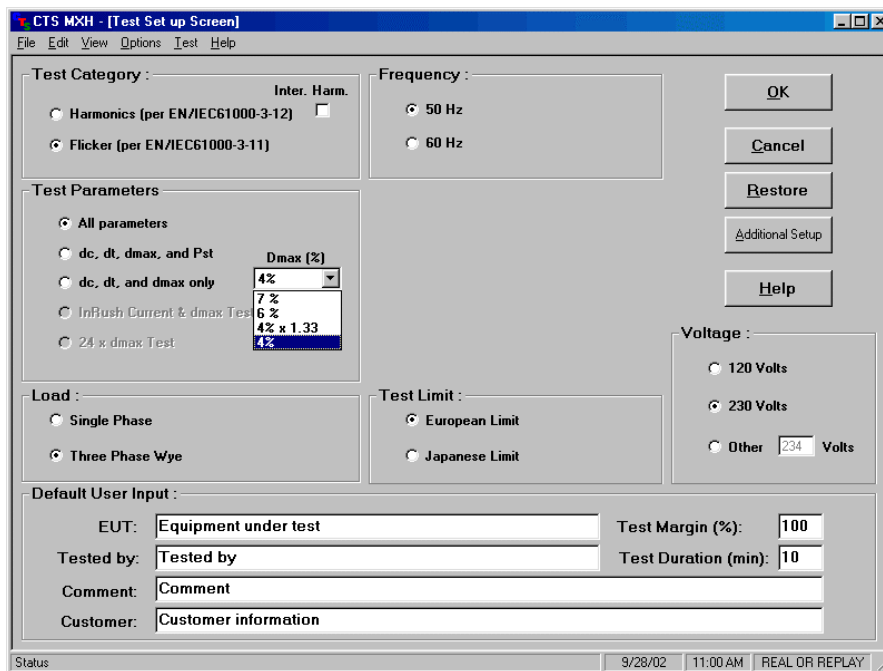 CTS MXH - [Test Set up Screen]
File Edit View Options Test Help
Test Category :
Inter. Harm.
Harmonics (per EN/IEC61000-3-12)
Flicker (per EN/IEC61000-3-11)
Frequency :
50 Hz
60 Hz
OK
Cancel
Restore
Additional Setup
Help
Test Parameters
All parameters
dc, dt, dmax, and Pst
dc, dt, and dmax only
InRush Current & dmax Test
24 x dmax Test
Dmax (%)
4%
7 %
6 %
4% x 1.33
4%
Voltage :
120 Volts
230 Volts
Other 234 Volts
Load :
Single Phase
Three Phase Wye
Test Limit :
European Limit
Japanese Limit
Default User Input :
EUT: Equipment under test
Test Margin (%): 100
Tested by: Tested by
Test Duration (min): 10
Comment: Comment
Customer: Customer information
Status 9/28/02 11:00 AM REAL OR REPLAY